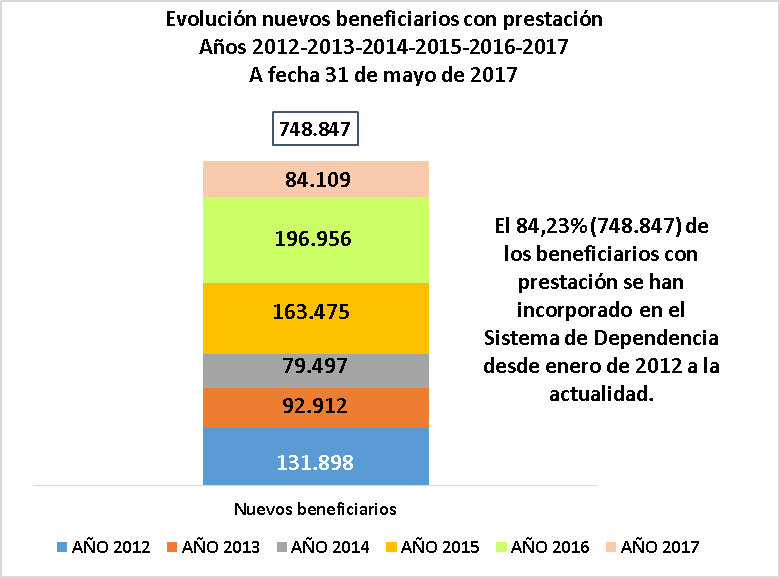 Evolución nuevos beneficiarios con prestación
Años 2012-2013-2014-2015-2016-2017
A fecha 31 de mayo de 2017
748.847
84.109
196.956
163.475
79.497
92.912
131.898
El 84,23% (748.847) de
los beneficiarios con
prestación se han
incorporado en el
Sistema de Dependencia
desde enero de 2012 a la
actualidad.
Nuevos beneficiarios
AÑO 2012 AÑO 2013 AÑO 2014 AÑO 2015 AÑO 2016 AÑO 2017